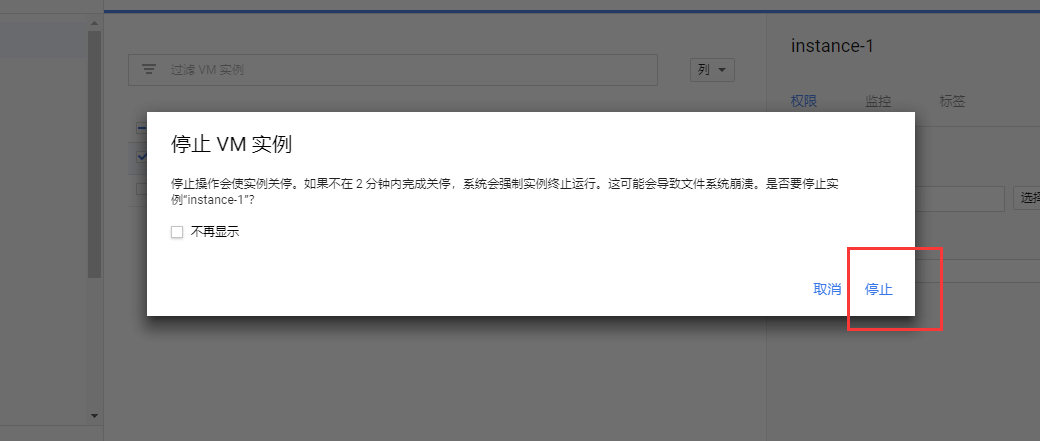 instance-1
过滤 VM 实例
列
权限
监控
标签
停止 VM 实例
停止操作会使实例关停。如果不在 2 分钟内完成关停，系统会强制实例终止运行。这可能会导致文件系统崩溃。是否要停止实
例“instance-1”?
选择
不再显示
取消
停止